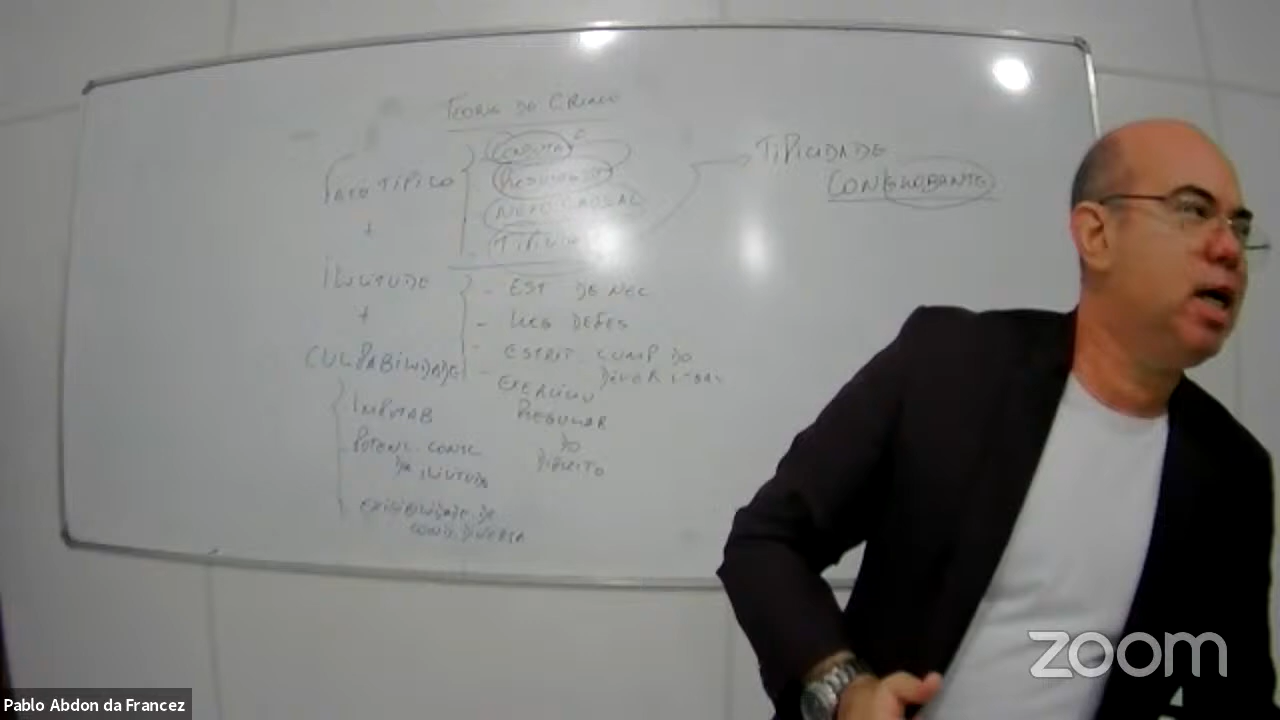 TEORIA DO CRIME
FATO TÍPICO
CONDUTA
RESULTADO
NEXO CAUSAL
TIPICID
TIPICIDADE
CONGLOBANTE
+
ILICITUDE
- EST DE NEC
+
- LEG DEFES
CULPABILIDADE
- ESTRIT. CUMP DO
DEVER LEGAL
- EXERCÍCIO
REGULAR
DO
DIREITO
IMPUTAB
POTENC. CONSC
DA ILICITUDE
EXIGIBILIDADE DE
COND. DIVERSA
zoom
Pablo Abdon da Francez